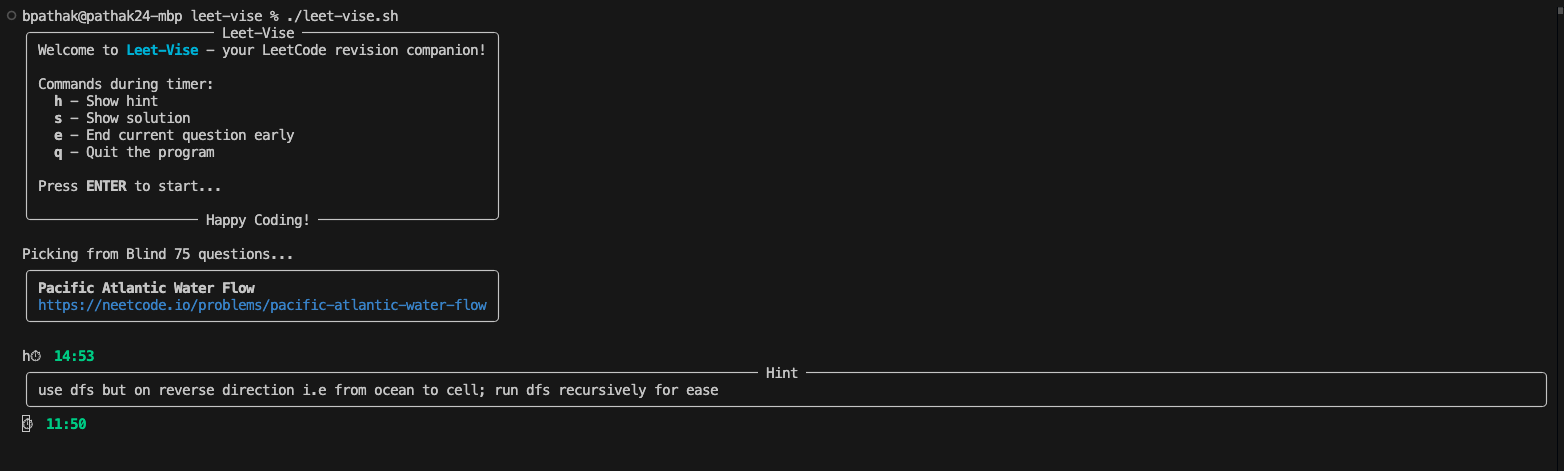 bpathak@pathak24-mbp leet-vise % ./leet-vise.sh
Leet-Vise
Welcome to Leet-Vise – your LeetCode revision companion!
Commands during timer:
h – Show hint
s – Show solution
e – End current question early
q – Quit the program
Press ENTER to start...
Happy Coding!
Picking from Blind 75 questions...
Pacific Atlantic Water Flow
https://neetcode.io/problems/pacific-atlantic-water-flow
h⏱ 14:53
Hint
use dfs but on reverse direction i.e from ocean to cell; run dfs recursively for ease
⏱ 11:50